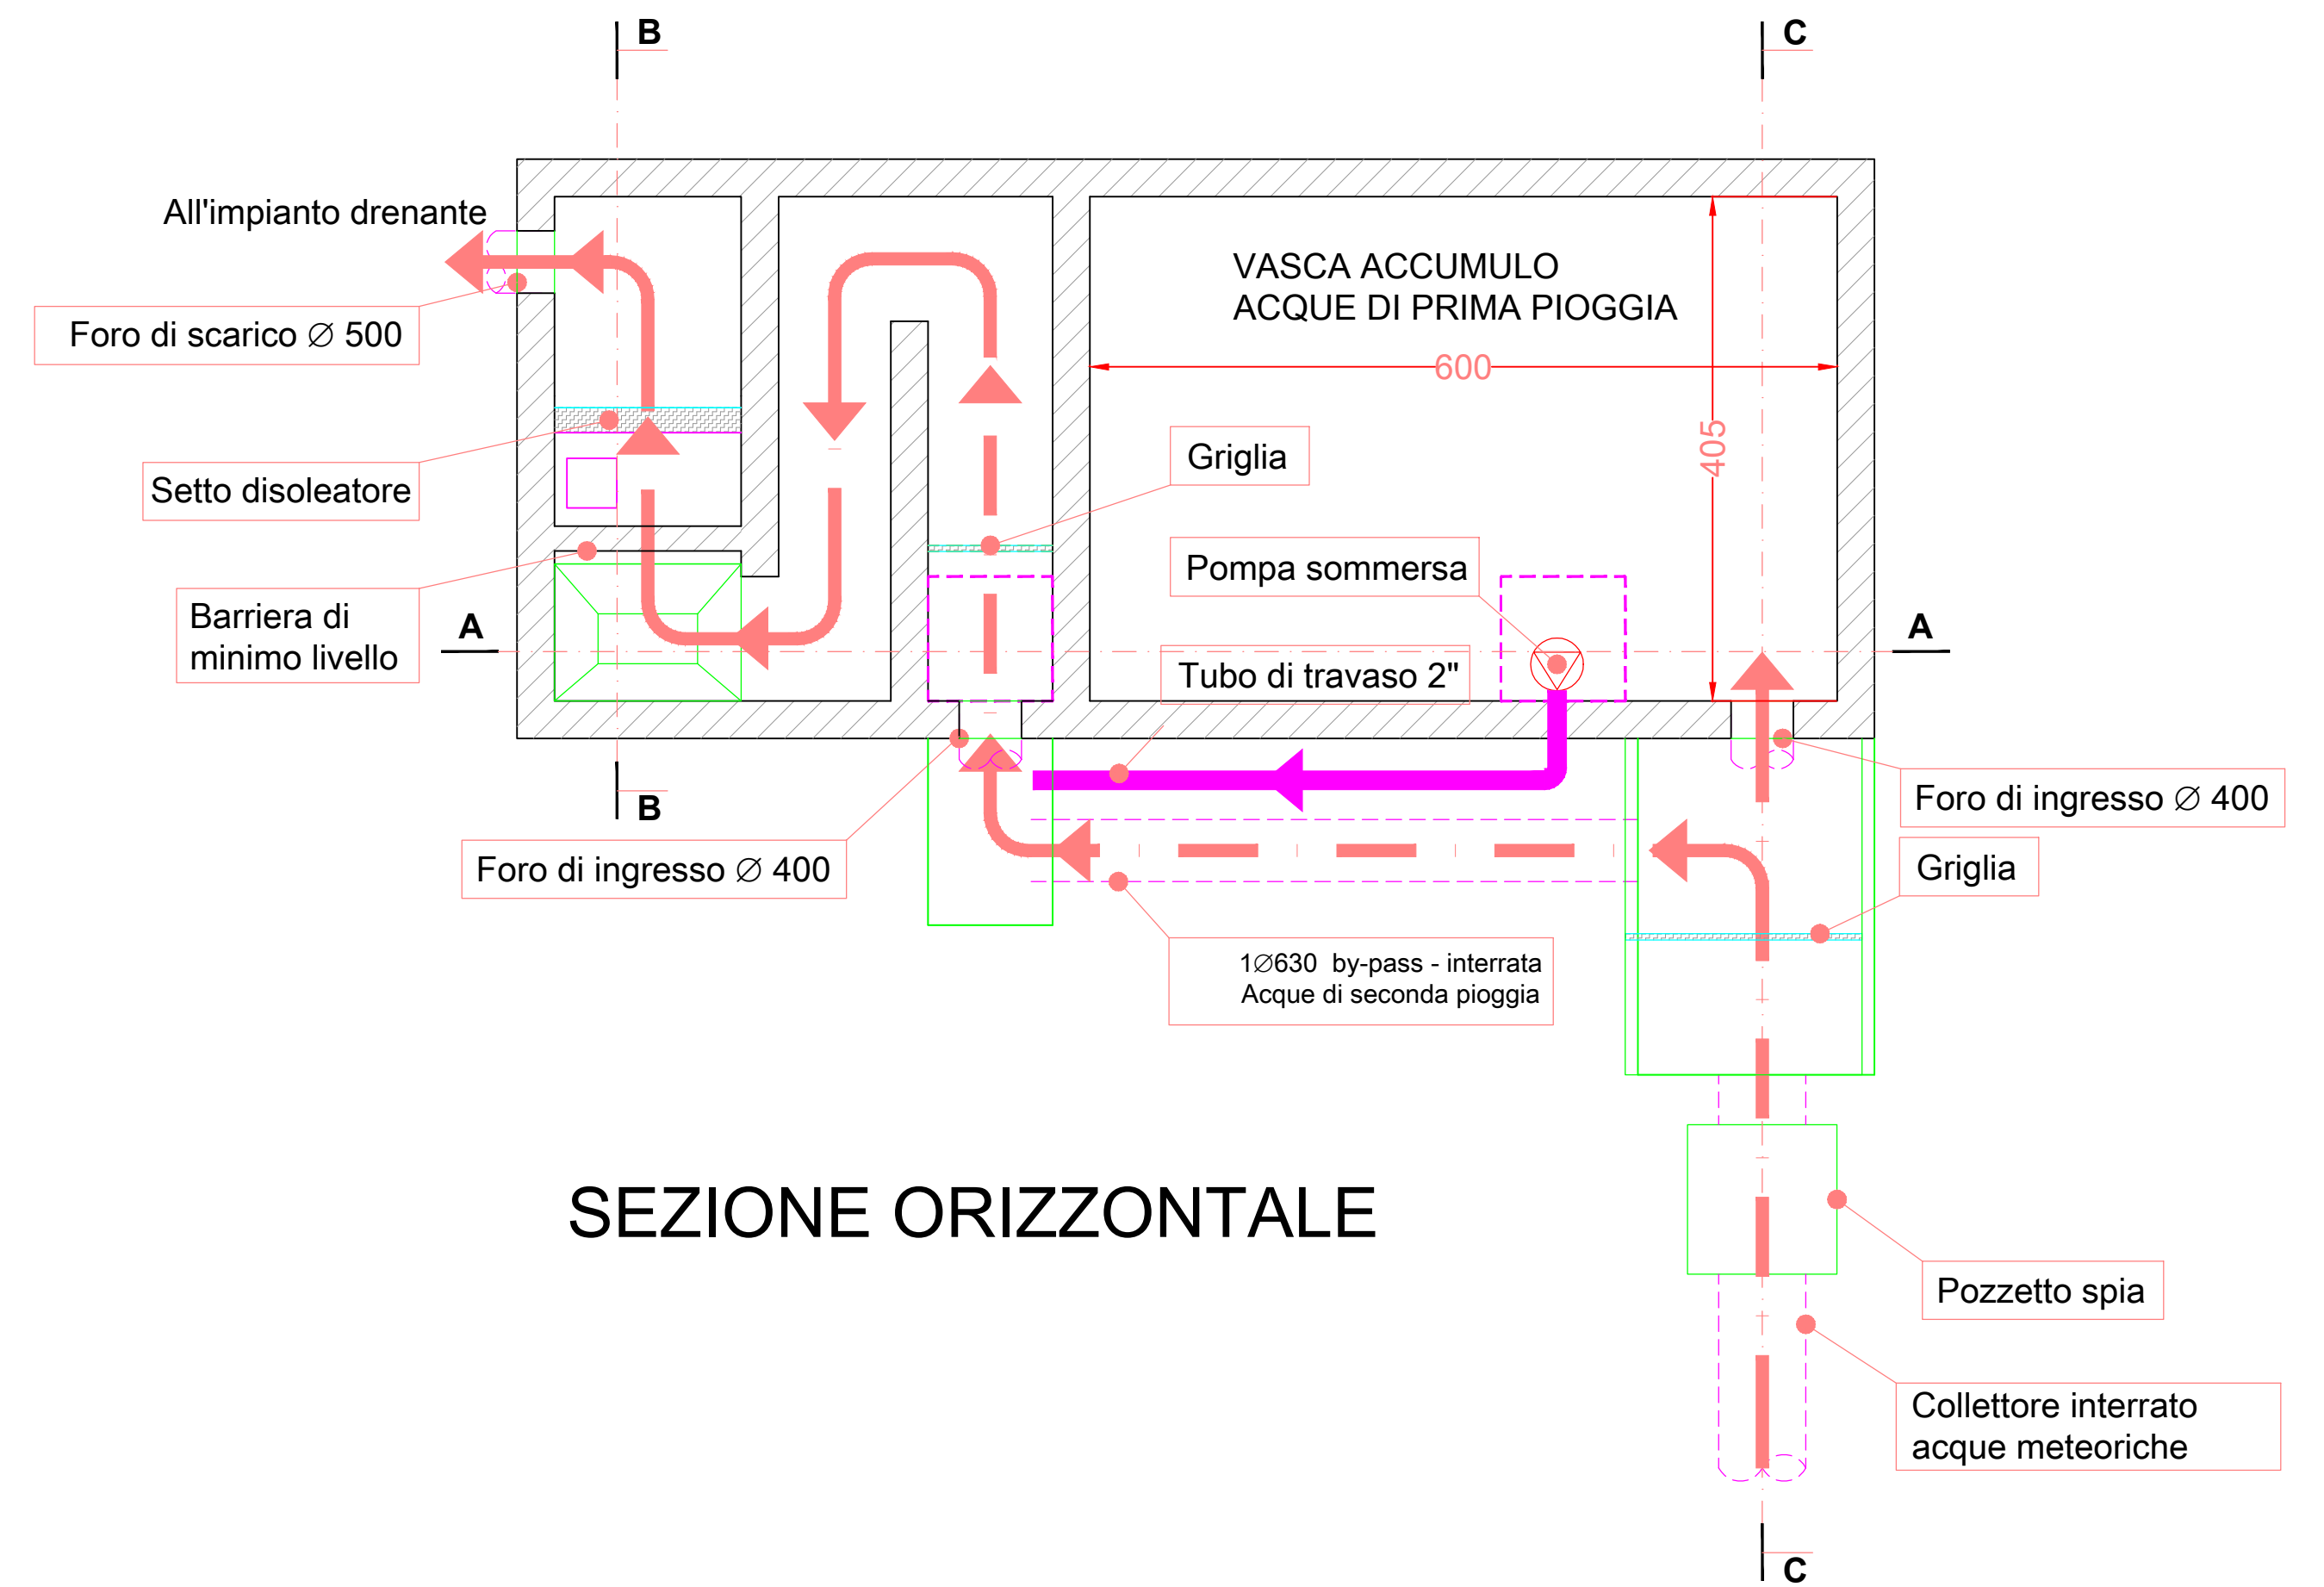 B
C
All'impianto drenante
VASCA ACCUMULO
ACQUE DI PRIMA PIOGGIA
Foro di scarico ∅ 500
600
405
Griglia
Setto disoleatore
Pompa sommersa
Barriera di
minimo livello
A
A
Tubo di travaso 2"
B
Foro di ingresso ∅ 400
Foro di ingresso ∅ 400
Griglia
1∅630 by-pass - interrata
Acque di seconda pioggia
SEZIONE ORIZZONTALE
Pozzetto spia
Collettore interrato
acque meteoriche
C